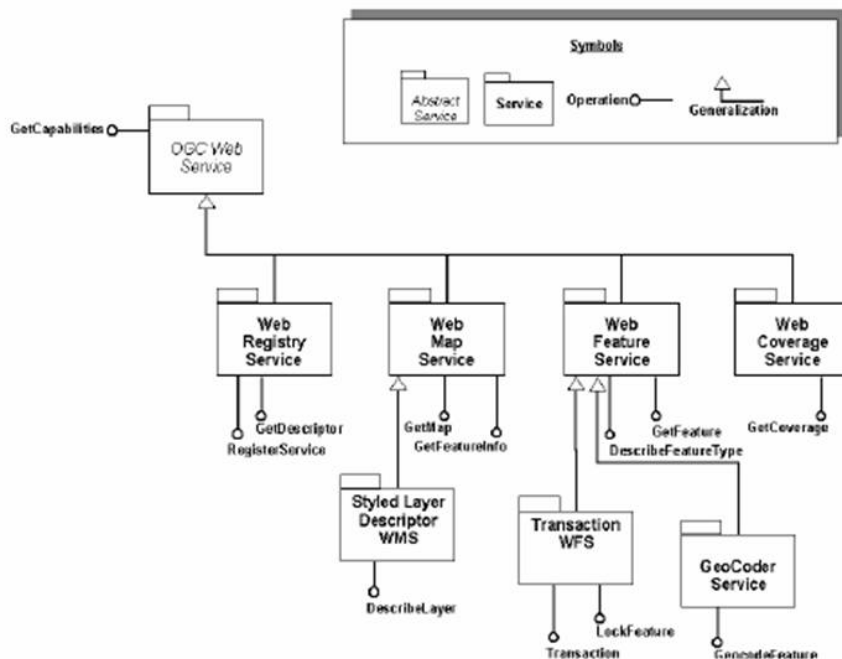 Symbols
Abstract
Service
Service
Operation
Generalization
GetCapabilities
OGC Web
Service
Web
Registry
Service
Web
Map
Service
Web
Feature
Service
Web
Coverage
Service
GetDescriptor
RegisterService
GetMap
GetFeatureInfo
GetFeature
DescribeFeatureType
GetCoverage
Styled Layer
Descriptor
WMS
Transaction
WFS
GeoCoder
Service
DescribeLayer
LockFeature
Transaction
GeocodeFeature